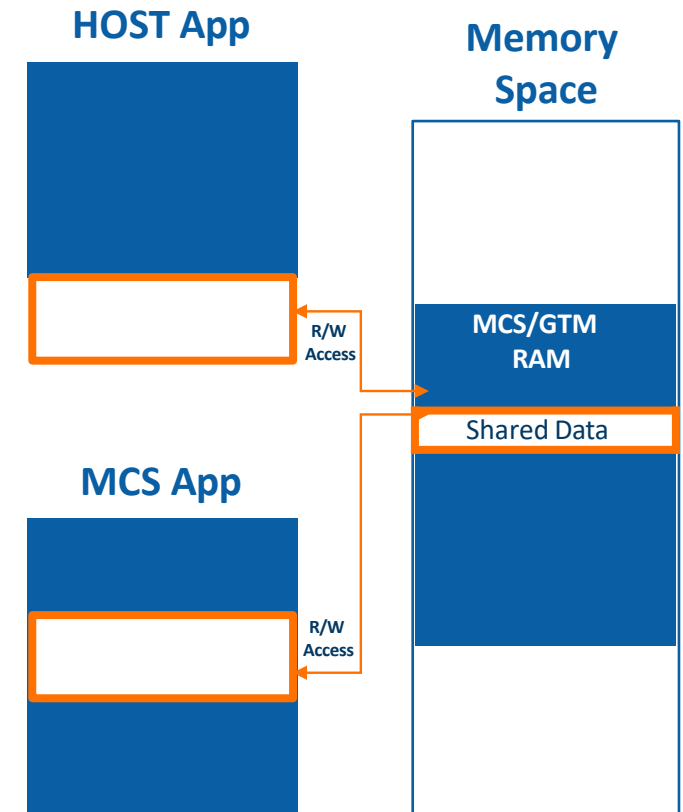 HOST App
Memory
Space
R/W
Access
MCS/GTM
RAM
Shared Data
MCS App
R/W
Access